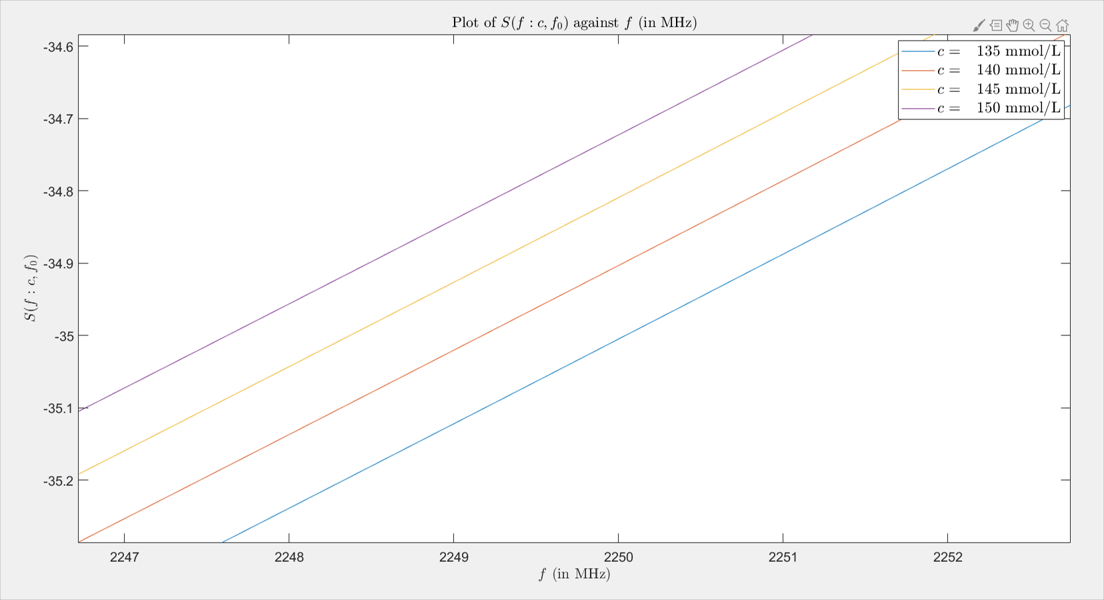 Plot of S(f : c, f₀) against f (in MHz)
c = 135 mmol/L
c = 140 mmol/L
c = 145 mmol/L
c = 150 mmol/L
S(f : c, f₀)
-34.6
-34.7
-34.8
-34.9
-35
-35.1
-35.2
2247 2248 2249 2250 2251 2252
f (in MHz)